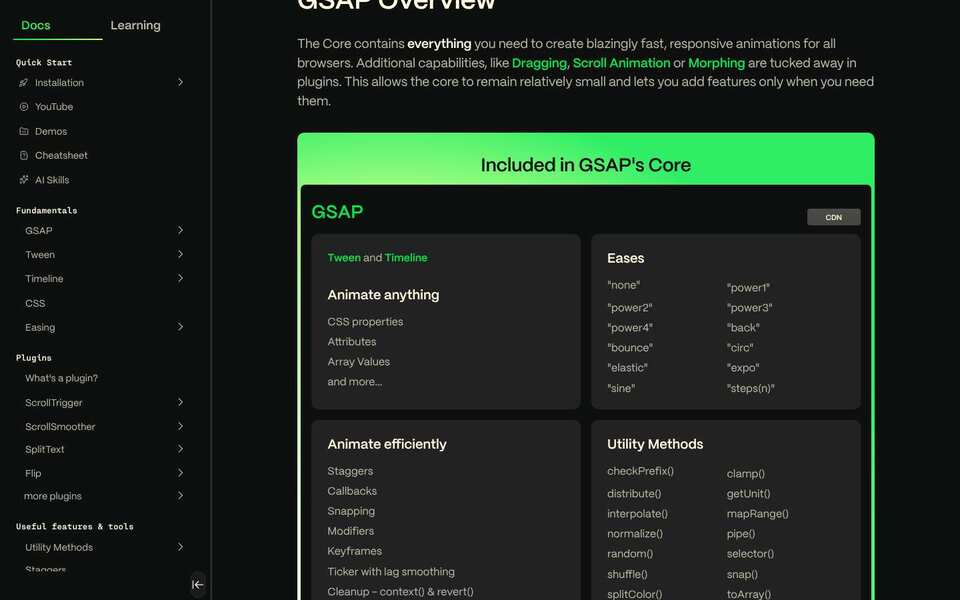 Docs
Learning
Quick Start
Installation
YouTube
Demos
Cheatsheet
AI Skills
Fundamentals
GSAP
Tween
Timeline
CSS
Easing
Plugins
What's a plugin?
ScrollTrigger
ScrollSmoother
SplitText
Flip
more plugins
Useful features & tools
Utility Methods
Staggers
GSAP Overview
The Core contains everything you need to create blazingly fast, responsive animations for all
browsers. Additional capabilities, like Dragging, Scroll Animation or Morphing are tucked away in
plugins. This allows the core to remain relatively small and lets you add features only when you need
them.
Included in GSAP's Core
GSAP
CDN
Tween and Timeline
Animate anything
CSS properties
Attributes
Array Values
and more...
Eases
"none"
"power1"
"power2"
"power3"
"power4"
"back"
"bounce"
"circ"
"elastic"
"expo"
"sine"
"steps(n)"
Animate efficiently
Staggers
Callbacks
Snapping
Modifiers
Keyframes
Ticker with lag smoothing
Cleanup – context() & revert()
Utility Methods
checkPrefix()
clamp()
distribute()
getUnit()
interpolate()
mapRange()
normalize()
pipe()
random()
selector()
shuffle()
snap()
splitColor()
toArray()